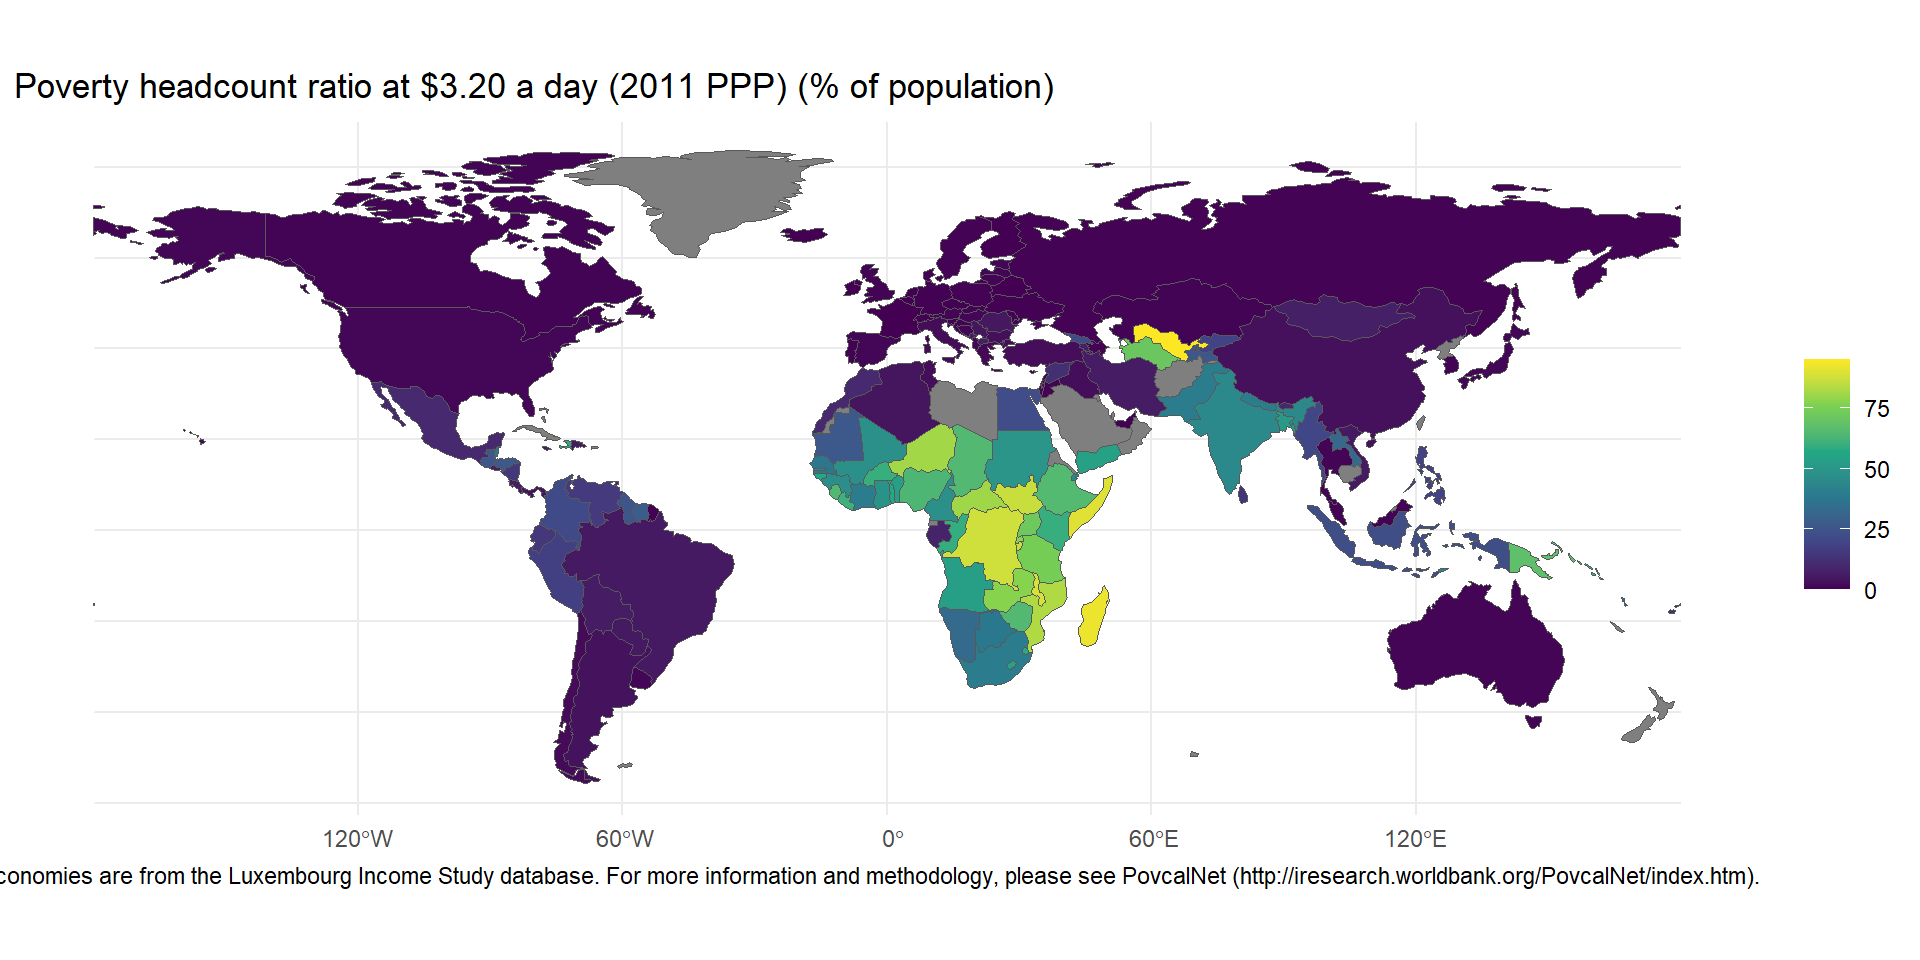 Poverty headcount ratio at $3.20 a day (2011 PPP) (% of population)
75
50
25
0
120°W 60°W 0° 60°E 120°E
conomies are from the Luxembourg Income Study database. For more information and methodology, please see PovcalNet (http://iresearch.worldbank.org/PovcalNet/index.htm).